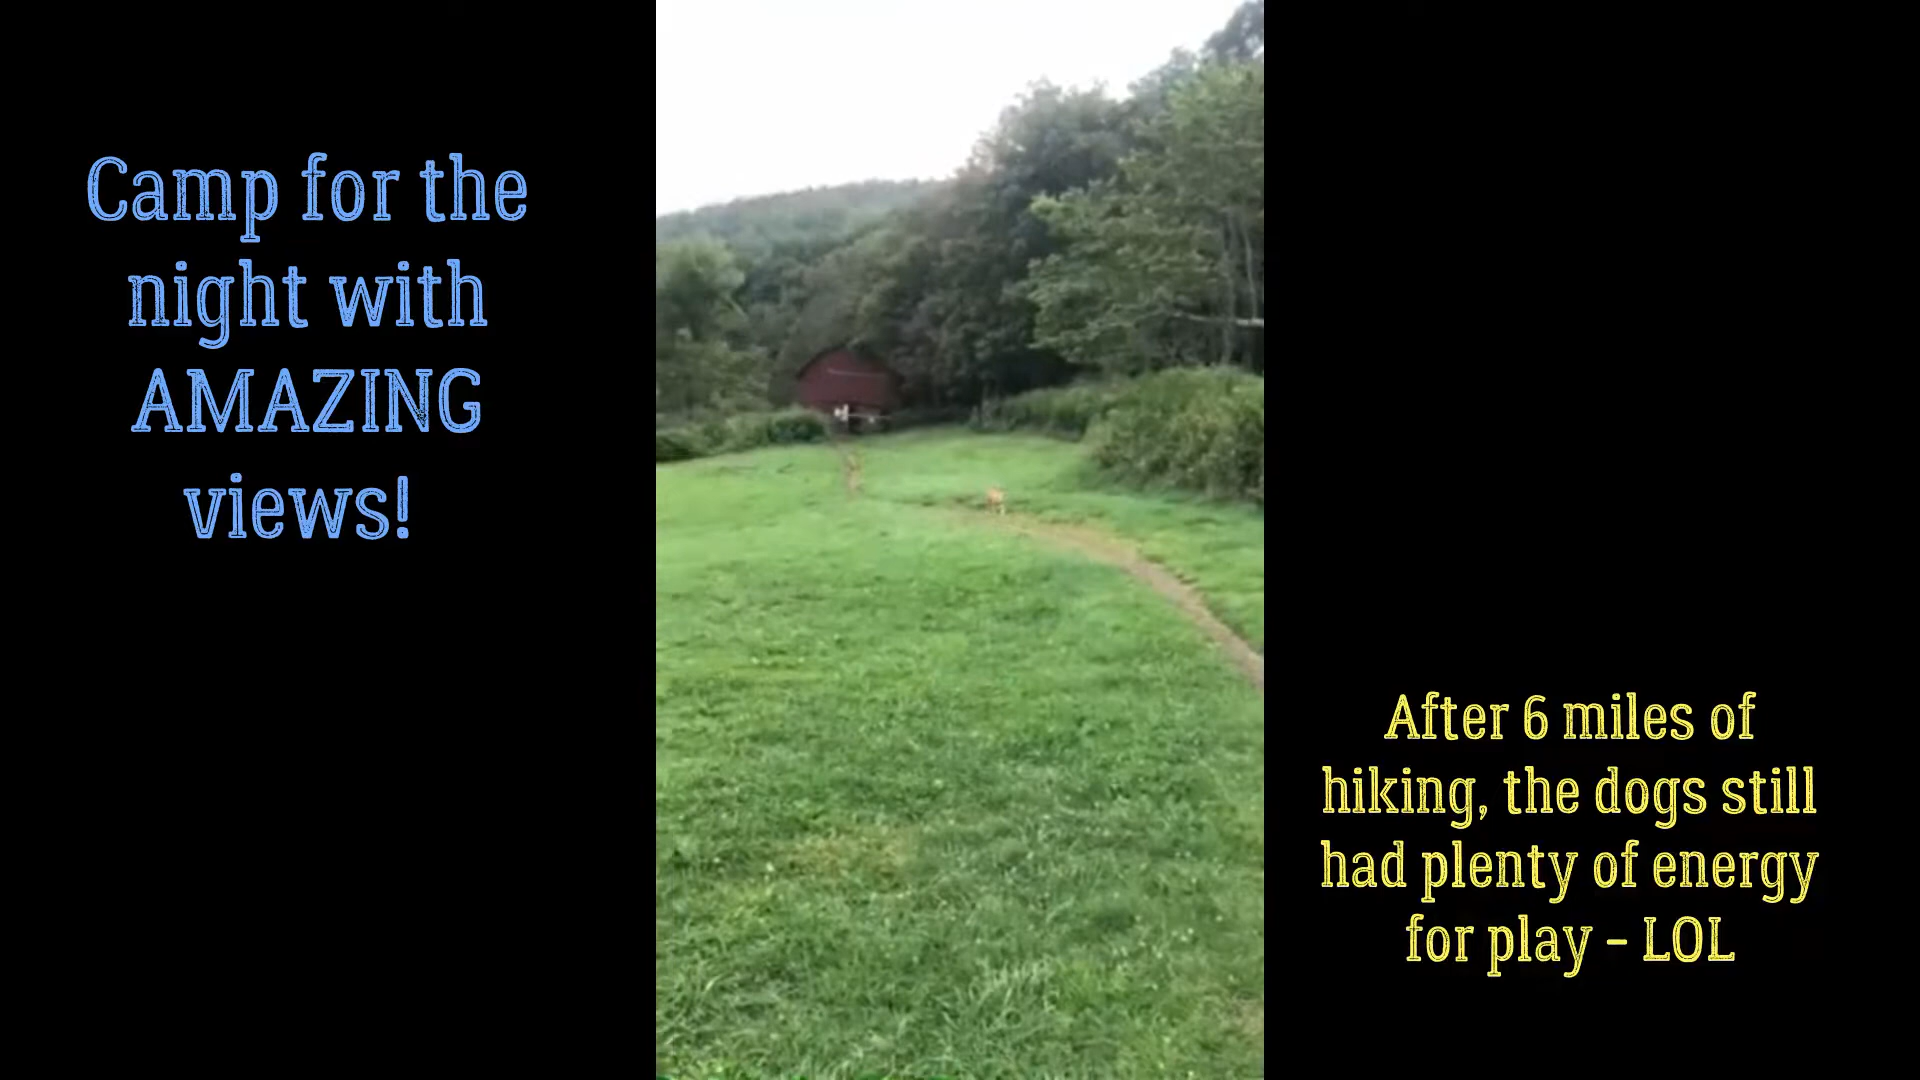 Camp for the
night with
AMAZING
views!
After 6 miles of
hiking, the dogs still
had plenty of energy
for play - LOL